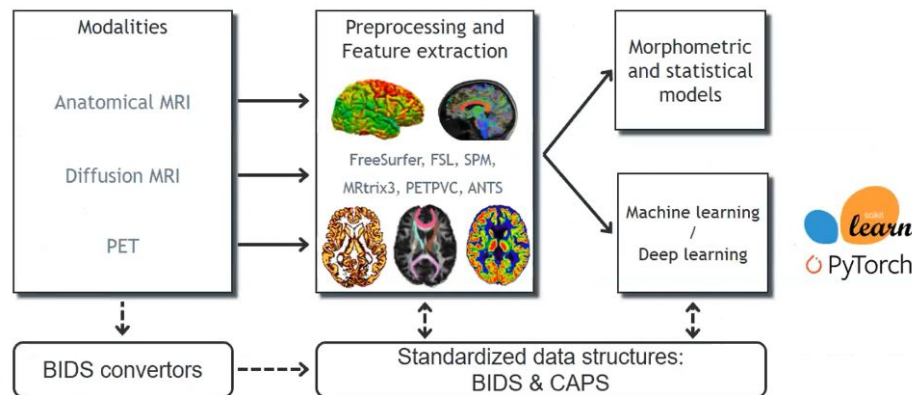 Modalities
Anatomical MRI
Diffusion MRI
PET
Preprocessing and
Feature extraction
FreeSurfer, FSL, SPM,
MRtrix3, PETPVC, ANTS
Morphometric
and statistical
models
Machine learning
/
Deep learning
scikit
learn
PyTorch
BIDS convertors
Standardized data structures:
BIDS & CAPS